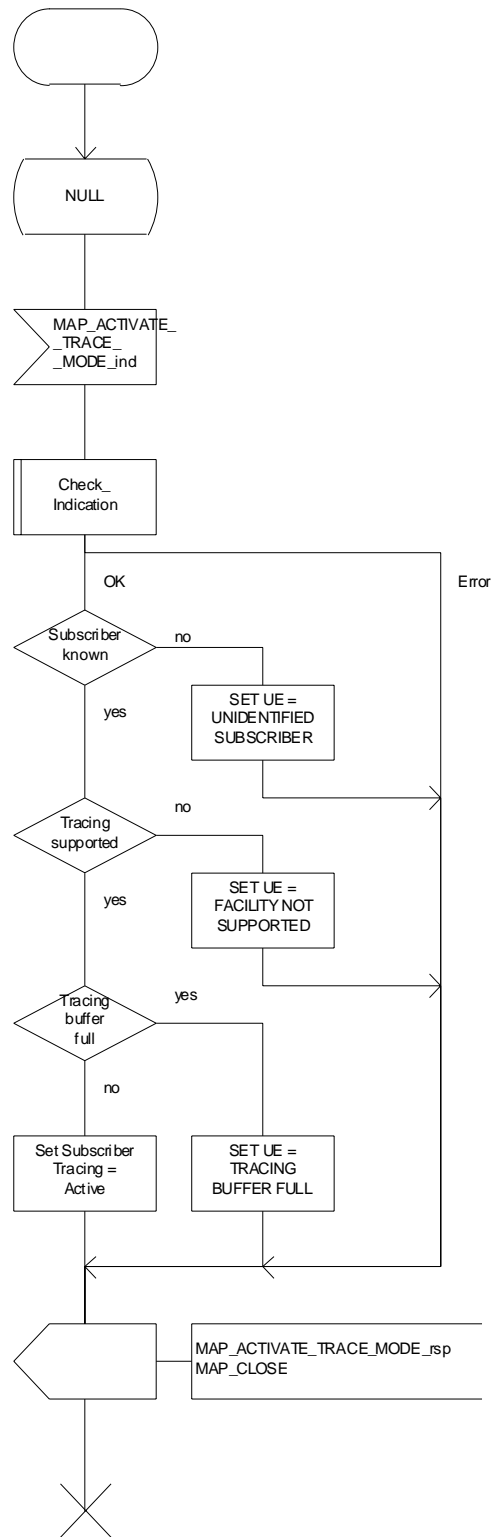 NULL
MAP_ACTIVATE_
_TRACE_
_MODE_ind
Check_
Indication
OK
Error
Subscriber
known
no
yes
SET UE =
UNIDENTIFIED
SUBSCRIBER
Tracing
supported
no
yes
SET UE =
FACILITY NOT
SUPPORTED
Tracing
buffer
full
yes
no
Set Subscriber
Tracing =
Active
SET UE =
TRACING
BUFFER FULL
MAP_ACTIVATE_TRACE_MODE_rsp
MAP_CLOSE